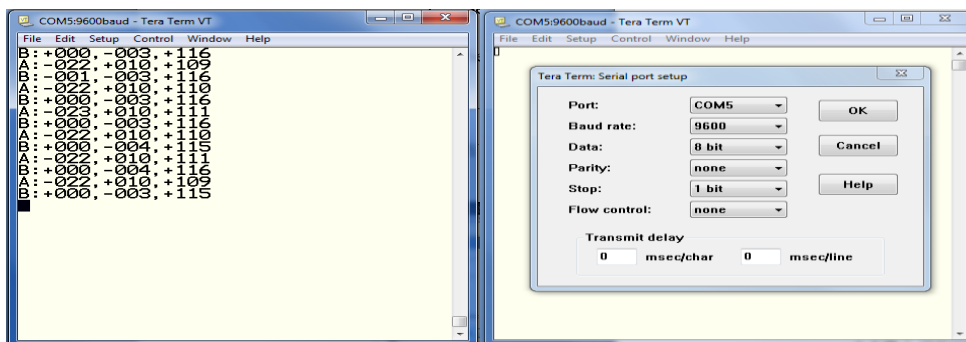 COM5:9600baud - Tera Term VT
File Edit Setup Control Window Help
B:+000,-003,+116
A:-022,+010,+109
B:-001,-003,+116
A:-022,+010,+110
B:+000,-003,+116
A:-023,+010,+111
B:+000,-003,+116
A:-022,+010,+110
B:+000,-004,+115
A:-022,+010,+111
B:+000,-004,+116
A:-022,+010,+109
B:+000,-003,+115
COM5:9600baud - Tera Term VT
File Edit Setup Control Window Help
Tera Term: Serial port setup
Port: COM5 OK
Baud rate: 9600
Data: 8 bit Cancel
Parity: none
Stop: 1 bit Help
Flow control: none
Transmit delay
0 msec/char 0 msec/line